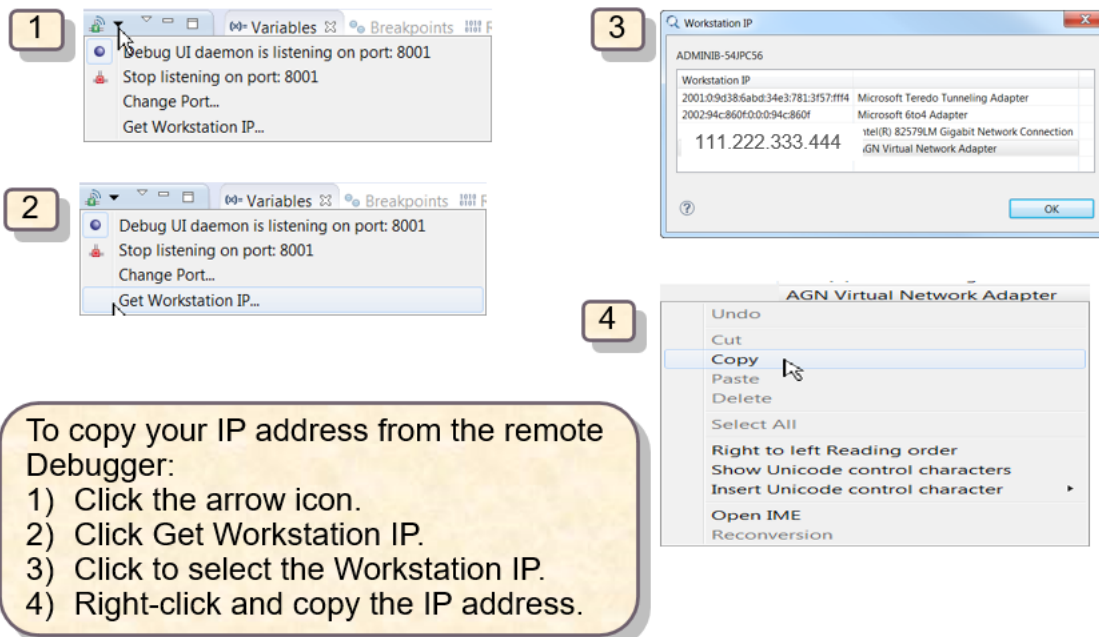 1
(x)= Variables
Breakpoints
Debug UI daemon is listening on port: 8001
Stop listening on port: 8001
Change Port...
Get Workstation IP...
2
(x)= Variables
Breakpoints
Debug UI daemon is listening on port: 8001
Stop listening on port: 8001
Change Port...
Get Workstation IP...
3
Workstation IP
ADMINIB-54JPC56
Workstation IP
2001:0:9d38:6abd:34e3:781:3f57:fff4 Microsoft Teredo Tunneling Adapter
2002:94c:860f:0:0:0:94c:860f Microsoft 6to4 Adapter
ntel(R) 82579LM Gigabit Network Connection
111.222.333.444
AGN Virtual Network Adapter
OK
4
AGN Virtual Network Adapter
Undo
Cut
Copy
Paste
Delete
Select All
Right to left Reading order
Show Unicode control characters
Insert Unicode control character
Open IME
Reconversion
To copy your IP address from the remote
Debugger:
1) Click the arrow icon.
2) Click Get Workstation IP.
3) Click to select the Workstation IP.
4) Right-click and copy the IP address.